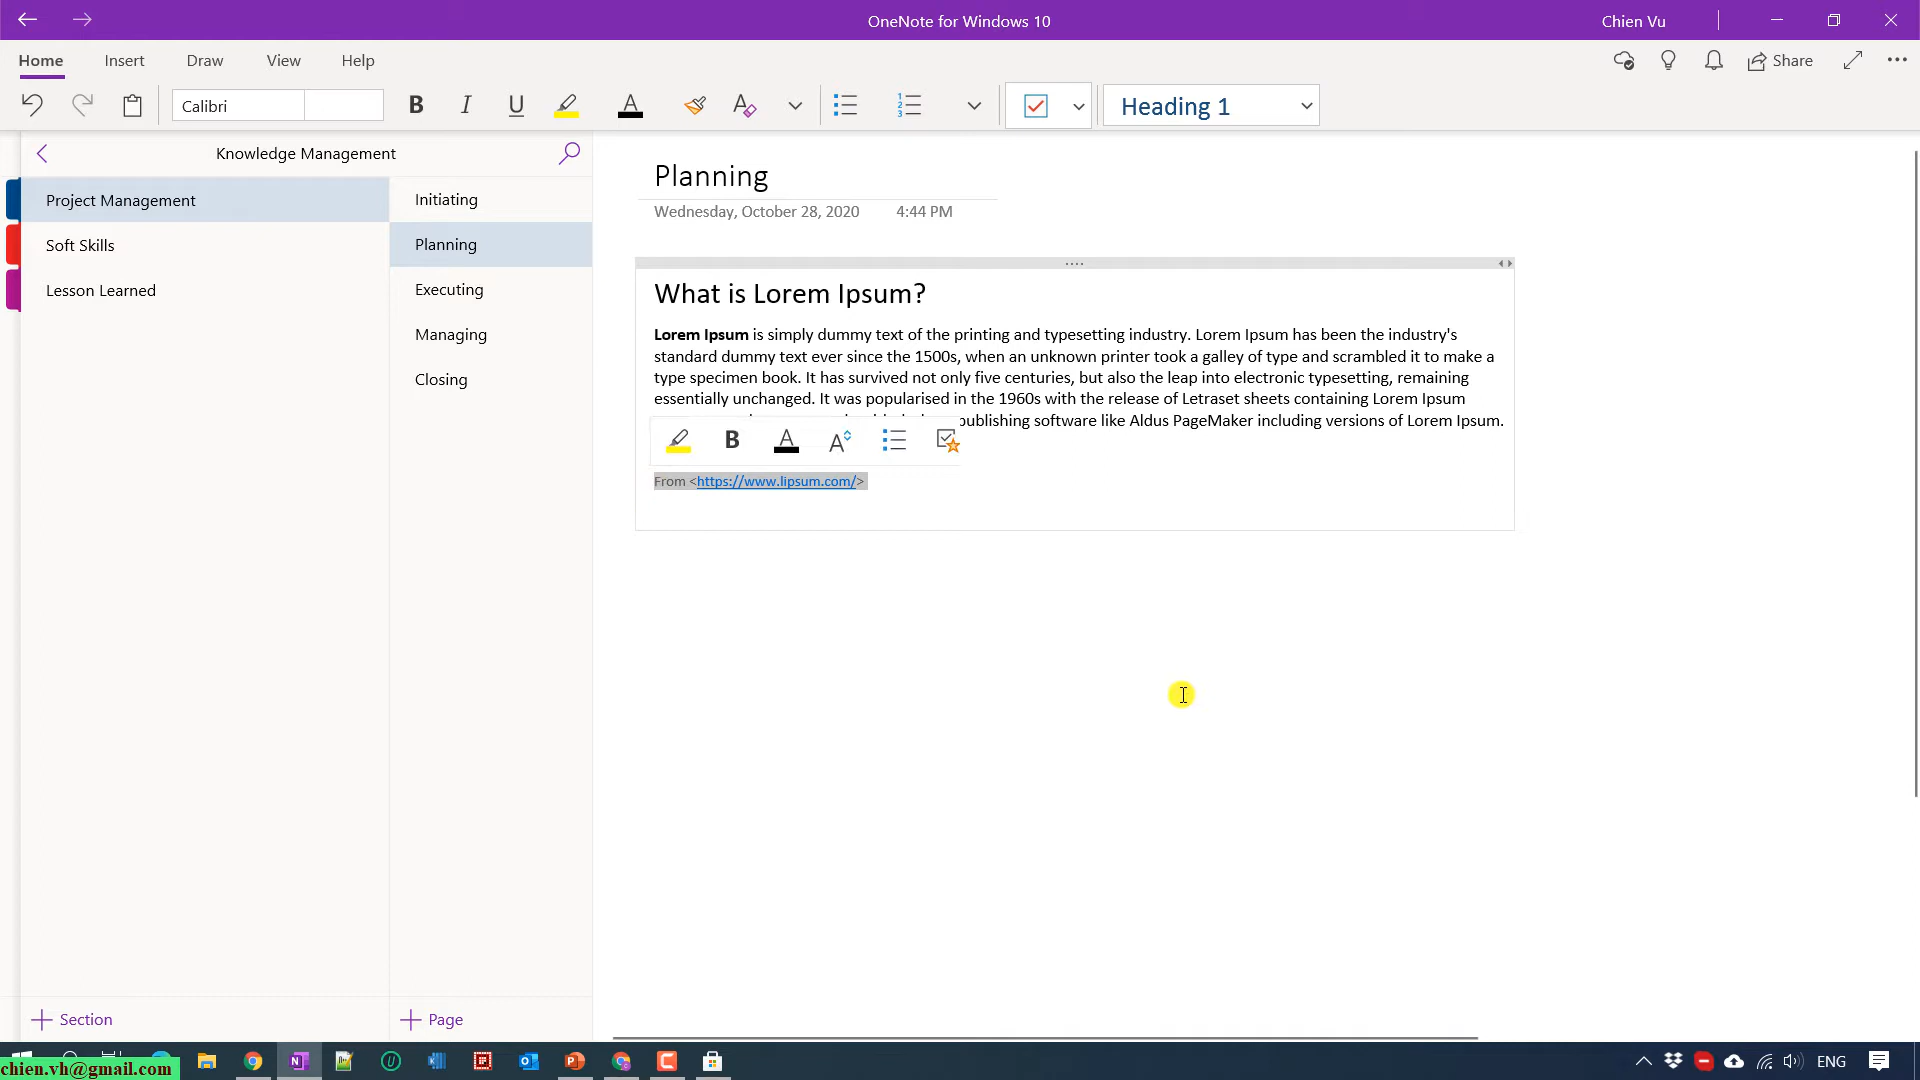 OneNote for Windows 10
Chien Vu
Home Insert Draw View Help
Share
Calibri
Heading 1
Knowledge Management
Project Management
Soft Skills
Lesson Learned
Initiating
Planning
Executing
Managing
Closing
Planning
Wednesday, October 28, 2020 4:44 PM
What is Lorem Ipsum?
Lorem Ipsum is simply dummy text of the printing and typesetting industry. Lorem Ipsum has been the industry's
standard dummy text ever since the 1500s, when an unknown printer took a galley of type and scrambled it to make a
type specimen book. It has survived not only five centuries, but also the leap into electronic typesetting, remaining
essentially unchanged. It was popularised in the 1960s with the release of Letraset sheets containing Lorem Ipsum
publishing software like Aldus PageMaker including versions of Lorem Ipsum.
From <https://www.lipsum.com/>
Section
Page
chien.vh@gmail.com
ENG